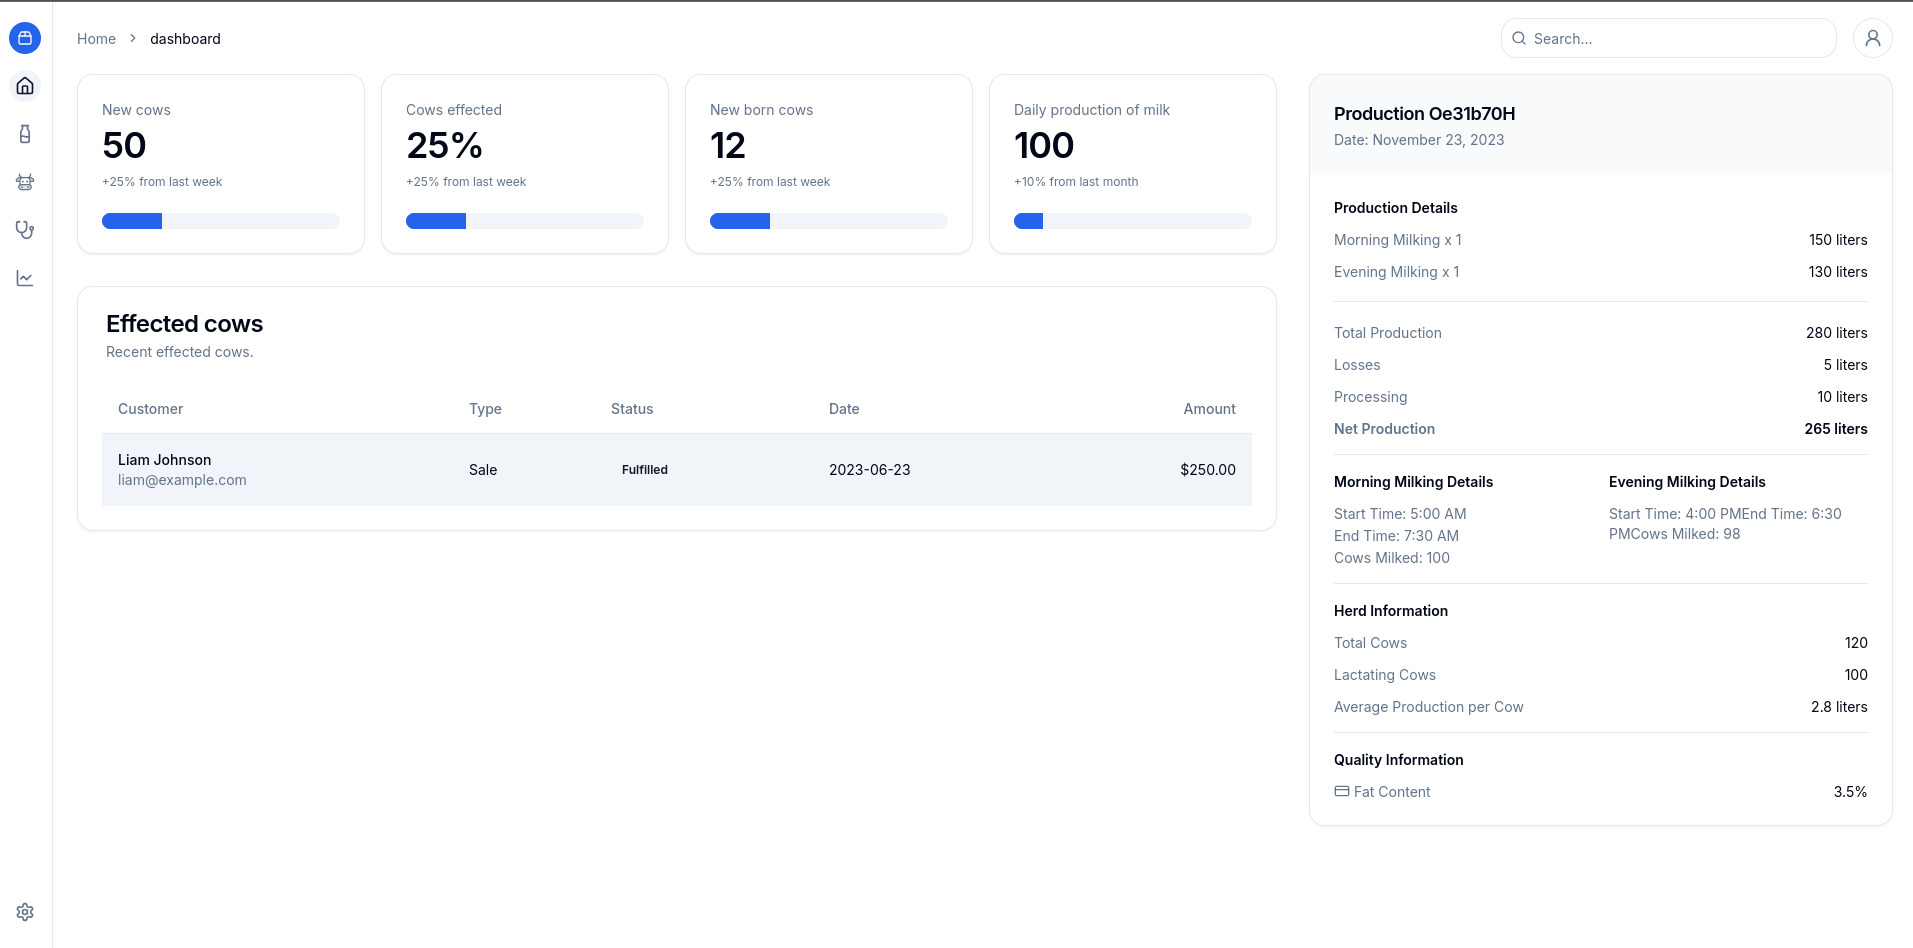 Home > dashboard
Search...
New cows
50
+25% from last week
Cows effected
25%
+25% from last week
New born cows
12
+25% from last week
Daily production of milk
100
+10% from last month
Effected cows
Recent effected cows.
Customer Type Status Date Amount
Liam Johnson
liam@example.com
Sale Fulfilled 2023-06-23 $250.00
Production Oe31b70H
Date: November 23, 2023
Production Details
Morning Milking x 1 150 liters
Evening Milking x 1 130 liters
Total Production 280 liters
Losses 5 liters
Processing 10 liters
Net Production 265 liters
Morning Milking Details
Start Time: 5:00 AM
End Time: 7:30 AM
Cows Milked: 100
Evening Milking Details
Start Time: 4:00 PMEnd Time: 6:30
PMCows Milked: 98
Herd Information
Total Cows 120
Lactating Cows 100
Average Production per Cow 2.8 liters
Quality Information
Fat Content 3.5%